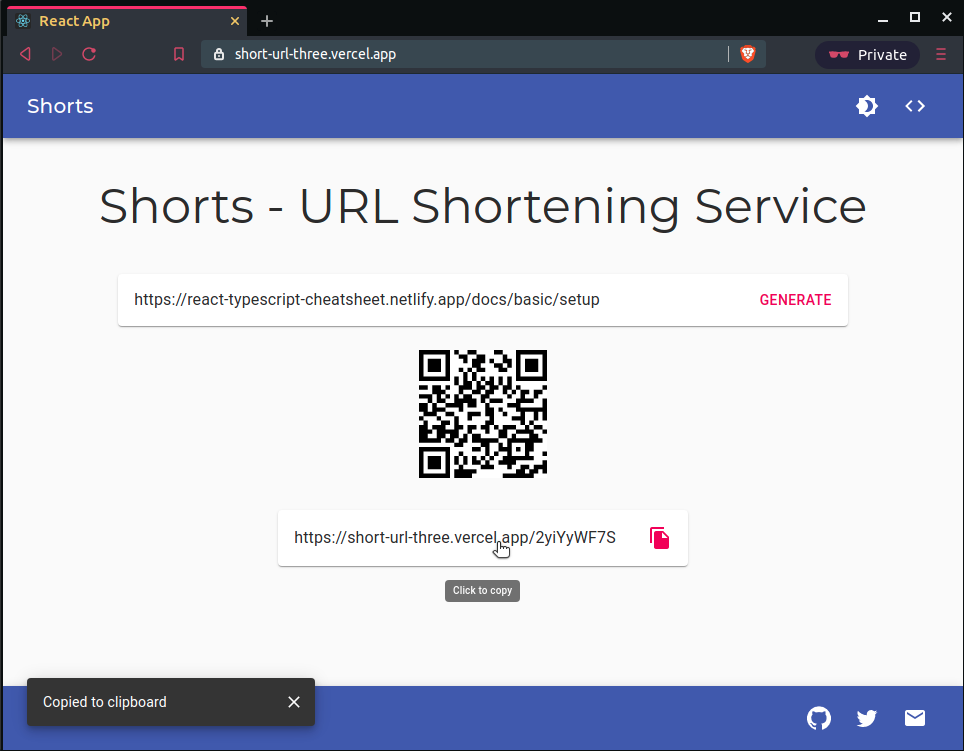 React App
short-url-three.vercel.app
Private
Shorts
Shorts - URL Shortening Service
https://react-typescript-cheatsheet.netlify.app/docs/basic/setup
GENERATE
https://short-url-three.vercel.app/2yiYyWF7S
Click to copy
Copied to clipboard